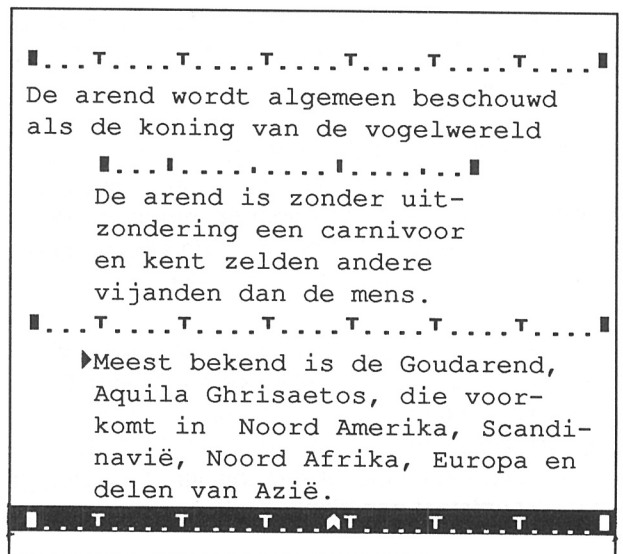 De arend wordt algemeen beschouwd
als de koning van de vogelwereld
De arend is zonder uit-
zondering een carnivoor
en kent zelden andere
vijanden dan de mens.
Meest bekend is de Goudarend,
Aquila Ghrisaetos, die voor-
komt in  Noord Amerika, Scandi-
navië, Noord Afrika, Europa en
delen van Azië.